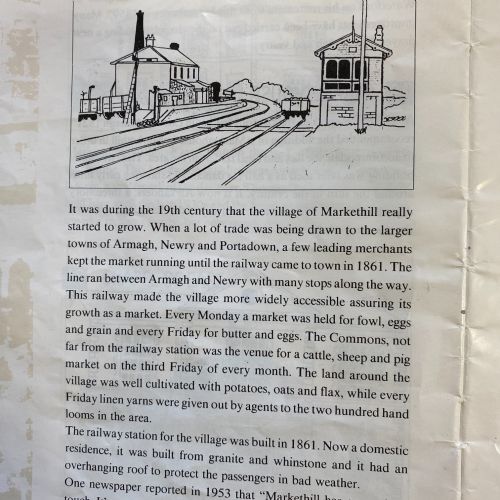 It was during the 19th century that the village of Markethill really
started to grow. When a lot of trade was being drawn to the larger
towns of Armagh, Newry and Portadown, a few leading merchants
kept the market running until the railway came to town in 1861. The
line ran between Armagh and Newry with many stops along the way.
This railway made the village more widely accessible assuring its
growth as a market. Every Monday a market was held for fowl, eggs
and grain and every Friday for butter and eggs. The Commons, not
far from the railway station was the venue for a cattle, sheep and pig
market on the third Friday of every month. The land around the
village was well cultivated with potatoes, oats and flax, while every
Friday linen yarns were given out by agents to the two hundred hand
looms in the area.
The railway station for the village was built in 1861. Now a domestic
residence, it was built from granite and whinstone and it had an
overhanging roof to protect the passengers in bad weather.
One newspaper reported in 1953 that "Markethill